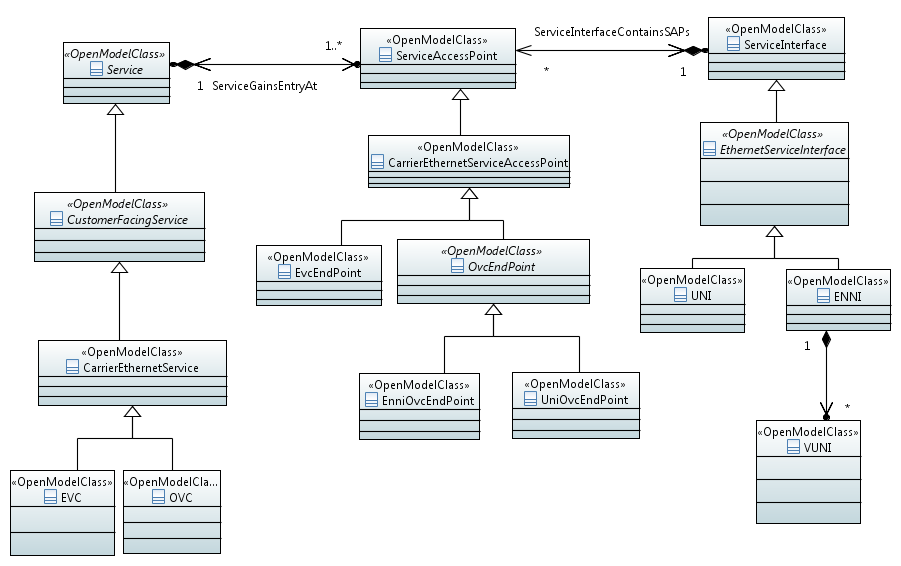 «OpenModelClass»
Service
1
ServiceGainsEntryAt
1..*
«OpenModelClass»
ServiceAccessPoint
ServiceInterfaceContainsSAPs
*
1
«OpenModelClass»
ServiceInterface
«OpenModelClass»
CustomerFacingService
«OpenModelClass»
CarrierEthernetServiceAccessPoint
«OpenModelClass»
EthernetServiceInterface
«OpenModelClass»
EvcEndPoint
«OpenModelClass»
OvcEndPoint
«OpenModelClass»
UNI
«OpenModelClass»
ENNI
1
*
«OpenModelClass»
CarrierEthernetService
«OpenModelClass»
EnniOvcEndPoint
«OpenModelClass»
UniOvcEndPoint
«OpenModelClass»
VUNI
«OpenModelClass»
EVC
«OpenModelCla...
OVC